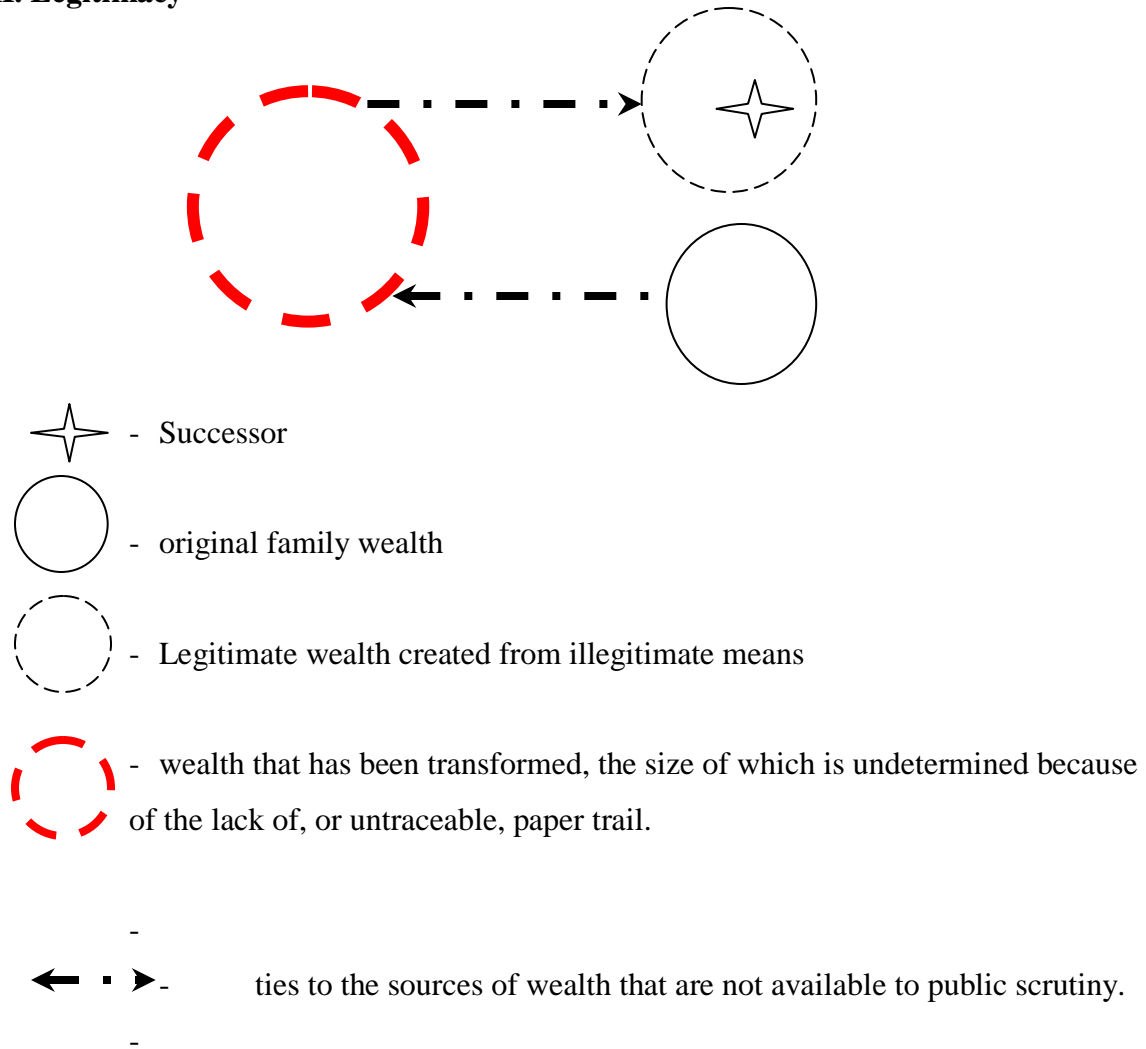 Legitimacy
- Successor
- original family wealth
- Legitimate wealth created from illegitimate means
- wealth that has been transformed, the size of which is undetermined because
of the lack of, or untraceable, paper trail.
-
- ties to the sources of wealth that are not available to public scrutiny.
-